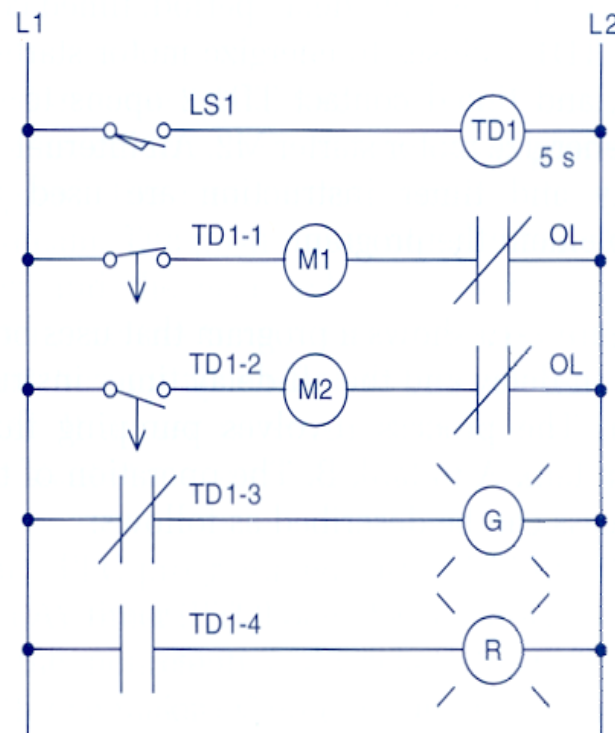 L1 L2
LS1 TD1
5 s
TD1-1 M1 OL
TD1-2 M2 OL
TD1-3 G
TD1-4 R